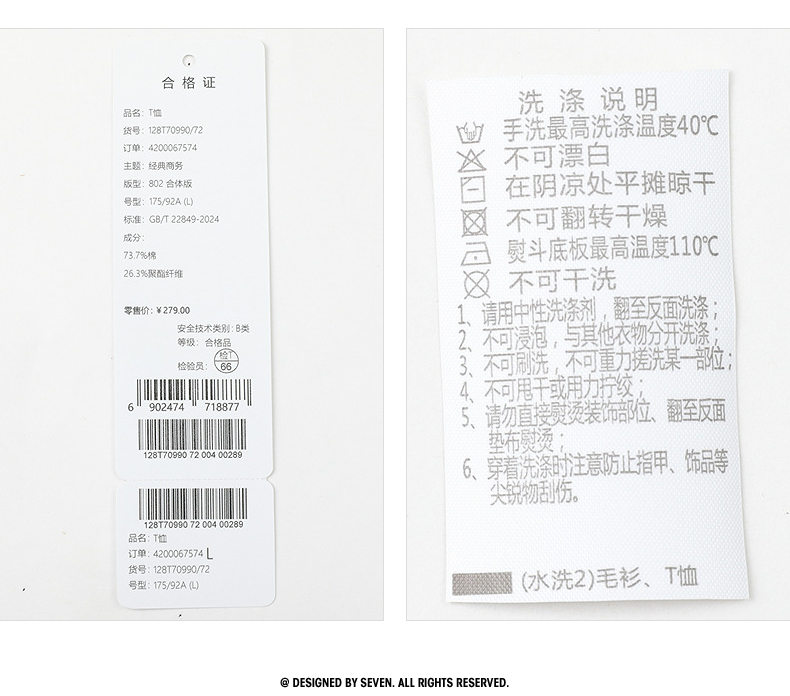 合格证
品名: T恤
货号: 128T70990/72
订单: 4200067574
主题: 经典商务
版型: 802 合体版
号型: 175/92A (L)
标准: GB/T 22849-2024
成分:
73.7%棉
26.3%聚酯纤维
零售价: ¥279.00
安全技术类别: B类
等级: 合格品
检验员: 检T 66
6 902474 718877
128T70990 72 004 00289
128T70990 72 004 00289
品名: T恤
订单: 4200067574 L
货号: 128T70990/72
号型: 175/92A (L)
洗涤说明
手洗最高洗涤温度40℃
不可漂白
在阴凉处平摊晾干
不可翻转干燥
熨斗底板最高温度110℃
不可干洗
1、请用中性洗涤剂，翻至反面洗涤；
2、不可浸泡，与其他衣物分开洗涤；
3、不可刷洗，不可重力搓洗某一部位；
4、不可甩干或用力拧绞；
5、请勿直接熨烫装饰部位、翻至反面
垫布熨烫；
6、穿着洗涤时注意防止指甲、饰品等
尖锐物刮伤。
(水洗2)毛衫、T恤
@ DESIGNED BY SEVEN. ALL RIGHTS RESERVED.